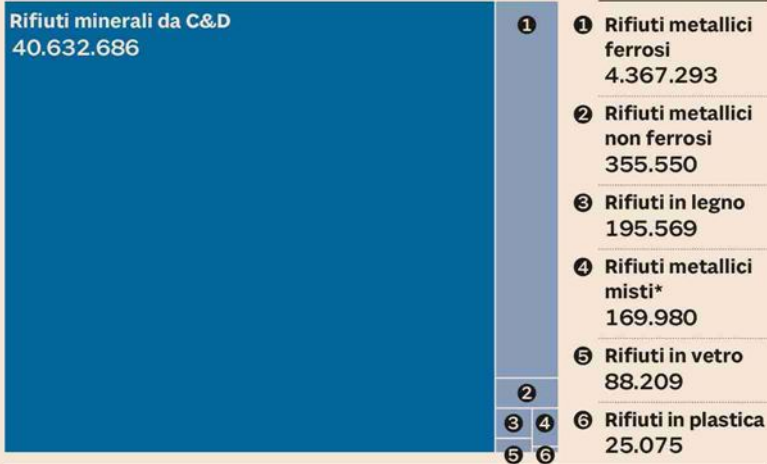 Rifiuti minerali da C&D
40.632.686
❶
❷
❸ ❹
❺ ❻
❶ Rifiuti metallici
ferrosi
4.367.293
❷ Rifiuti metallici
non ferrosi
355.550
❸ Rifiuti in legno
195.569
❹ Rifiuti metallici
misti*
169.980
❺ Rifiuti in vetro
88.209
❻ Rifiuti in plastica
25.075